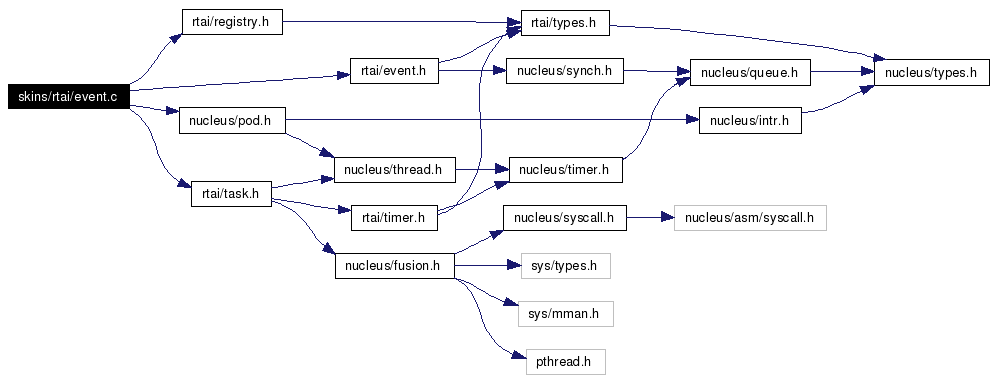 rtai/registry.h
rtai/types.h
rtai/event.h
nucleus/synch.h
nucleus/queue.h
nucleus/types.h
skins/rtai/event.c
nucleus/pod.h
nucleus/intr.h
nucleus/thread.h
nucleus/timer.h
rtai/task.h
rtai/timer.h
nucleus/syscall.h
nucleus/asm/syscall.h
nucleus/fusion.h
sys/types.h
sys/mman.h
pthread.h